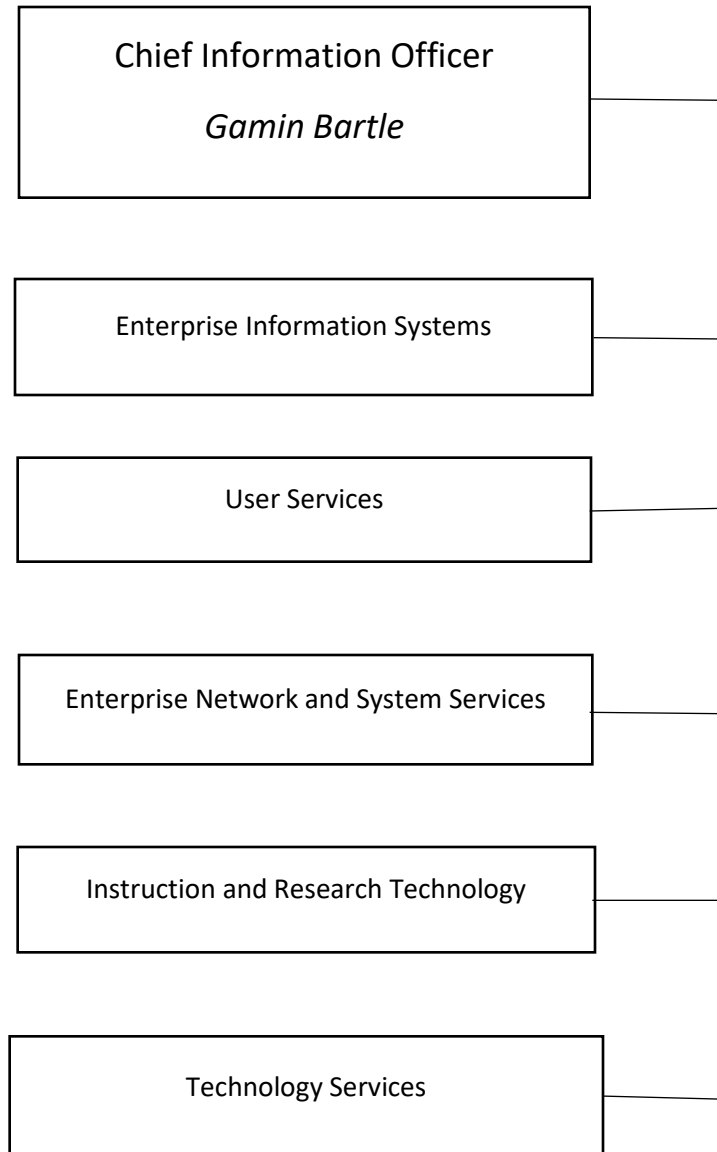 Chief Information Officer
Gamin Bartle
Enterprise Information Systems
User Services
Enterprise Network and System Services
Instruction and Research Technology
Technology Services